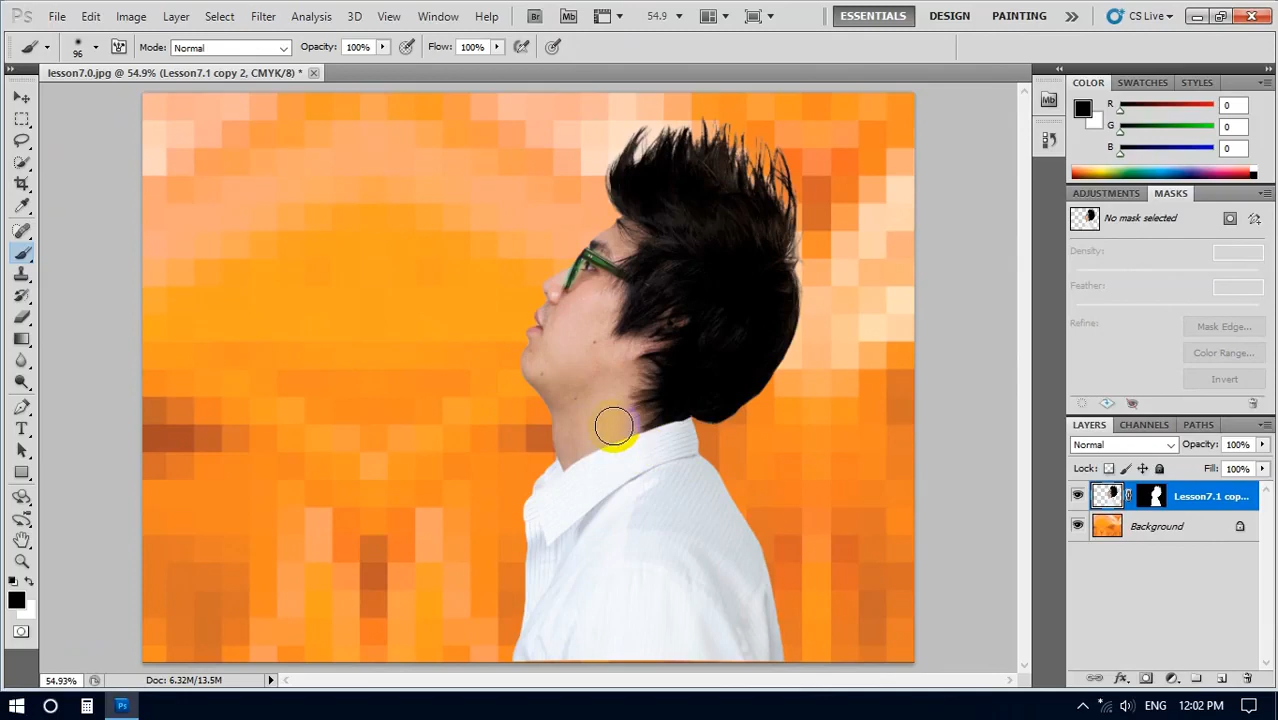 Ps File Edit Image Layer Select Filter Analysis 3D View Window Help Br Mb 54.9 ESSENTIALS DESIGN PAINTING CS Live
96 Mode: Normal Opacity: 100% Flow: 100%
lesson7.0.jpg @ 54.9% (Lesson7.1 copy 2, CMYK/8) *
COLOR SWATCHES STYLES
R 0
G 0
B 0
ADJUSTMENTS MASKS
No mask selected
Density:
Feather:
Refine: Mask Edge...
Color Range...
Invert
LAYERS CHANNELS PATHS
Normal Opacity: 100%
Lock: Fill: 100%
Lesson7.1 cop...
Background
54.93% Doc: 6.32M/13.5M
Ps ENG 12:02 PM